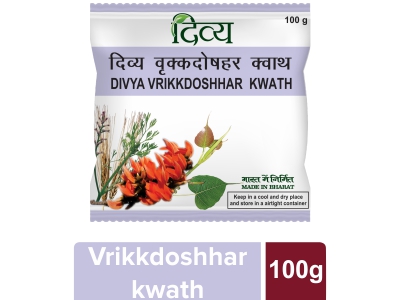 100 g
दिव्य
दिव्य वृक्कदोषहर क्वाथ
DIVYA VRIKKDOSHHAR KWATH
भारत में निर्मित
MADE IN BHARAT
Keep in a cool and dry place
and store in a airtight container
Vrikkdoshhar
kwath
100g